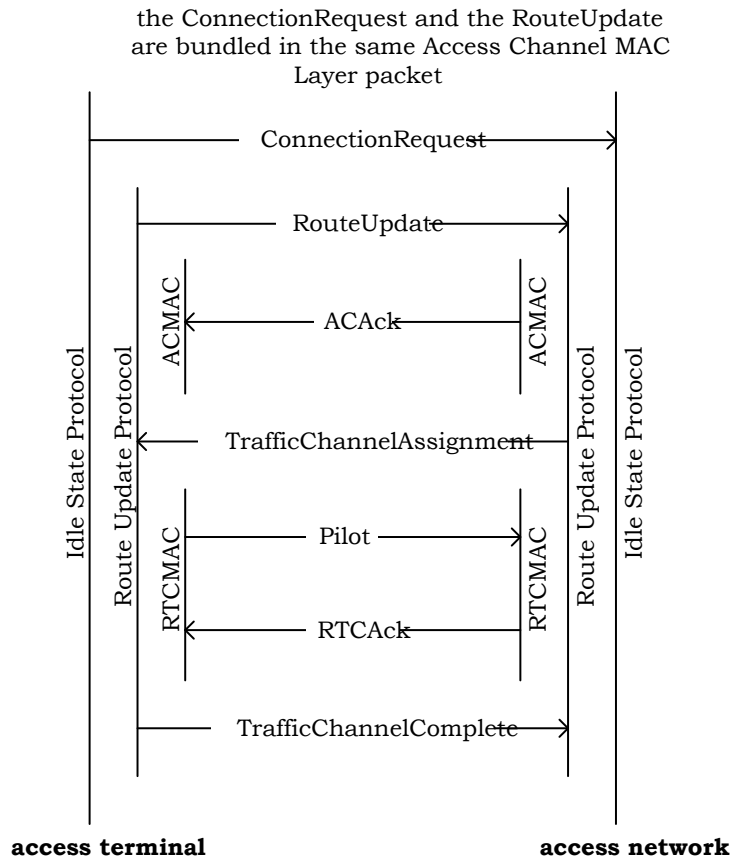 the ConnectionRequest and the RouteUpdate
are bundled in the same Access Channel MAC
Layer packet
ConnectionRequest
RouteUpdate
ACMAC
ACAck
ACMAC
TrafficChannelAssignment
Idle State Protocol
Route Update Protocol
Route Update Protocol
Idle State Protocol
Pilot
RTCMAC
RTCMAC
RTCAck
TrafficChannelComplete
access terminal
access network